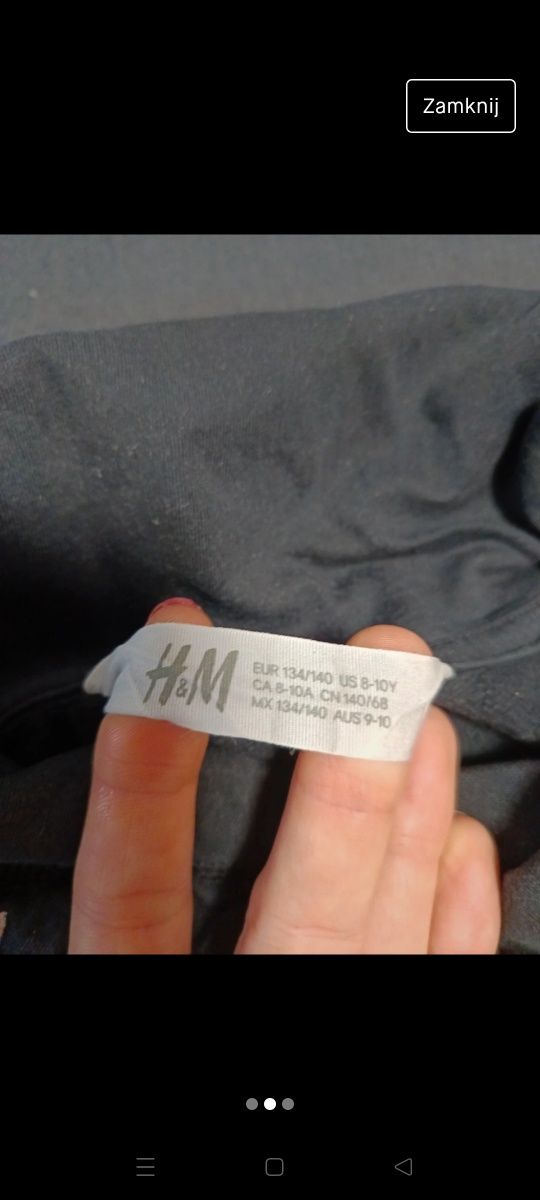 Zamknij
H&M
EUR 134/140 US 8-10Y
CA 8-10A CN 140/68
MX 134/140 AUS 9-10